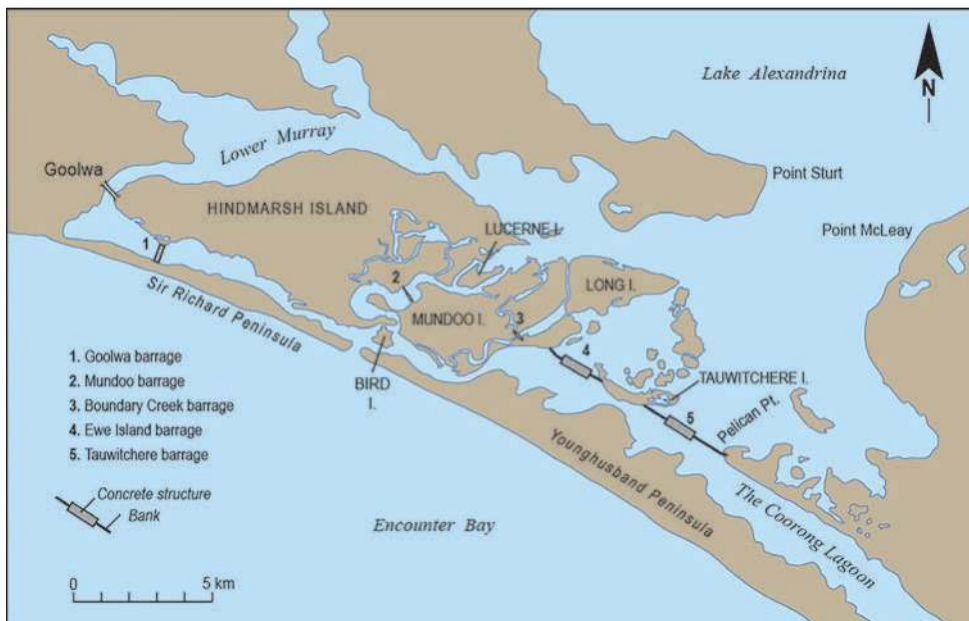 Lake Alexandrina
N
Lower Murray
Goolwa
Point Sturt
HINDMARSH ISLAND
LUCERNE I.
Point McLeay
1
2
LONG I.
Sir Richard Peninsula
MUNDOO I.
3
4
BIRD
I.
TAUWITCHERE I.
5
Pelican Pt.
1. Goolwa barrage
2. Mundoo barrage
3. Boundary Creek barrage
4. Ewe Island barrage
5. Tauwitchere barrage
Younghusband Peninsula
The Coorong Lagoon
Concrete structure
Bank
Encounter Bay
0 5 km